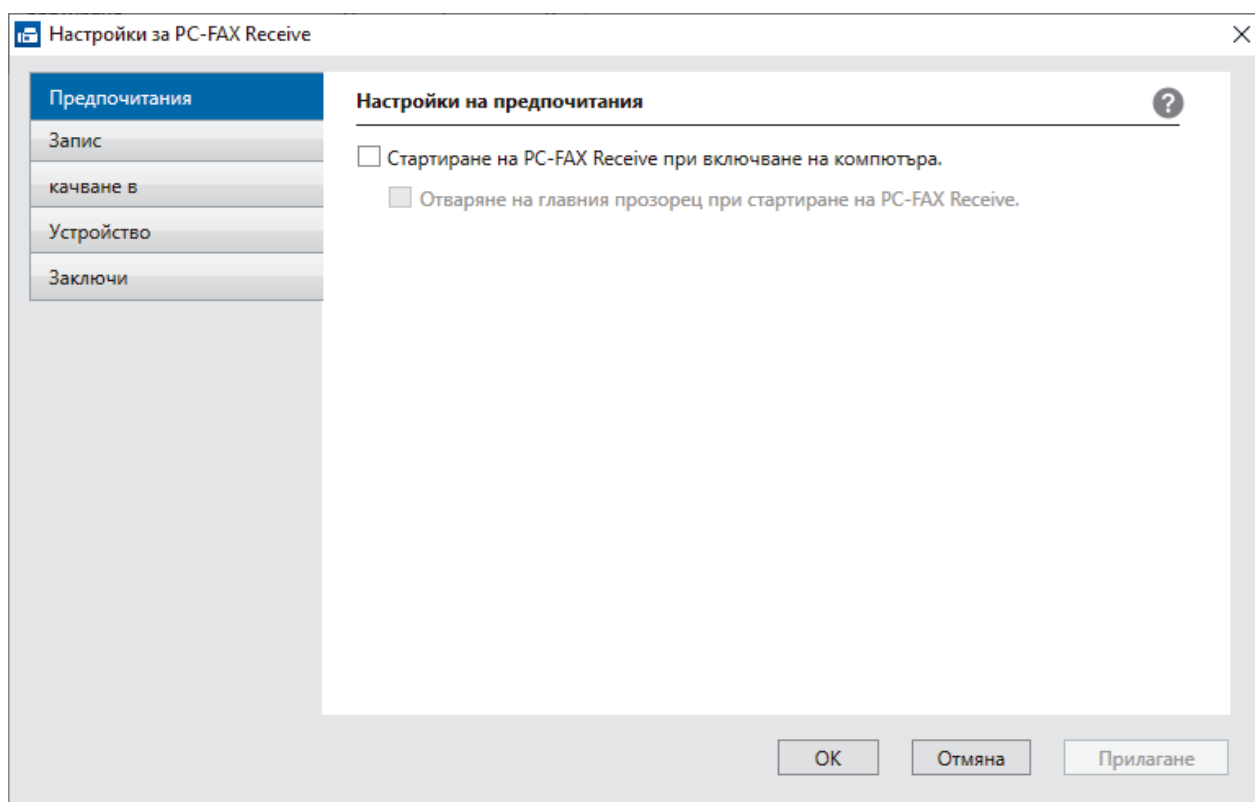 Настройки за PC-FAX Receive
Предпочитания
Запис
качване в
Устройство
Заключи
Настройки на предпочитания
?
Стартиране на PC-FAX Receive при включване на компютъра.
Отваряне на главния прозорец при стартиране на PC-FAX Receive.
OK
Отмяна
Прилагане